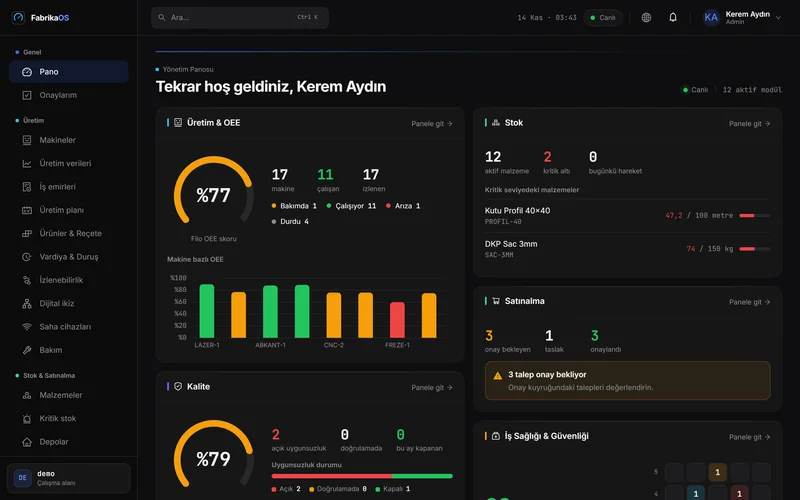 FabrikaOS
Ara...
Ctrl K
14 Kas · 03:43
Canlı
KA
Kerem Aydın
Admin
Genel
Pano
Onaylarım
Üretim
Makineler
Üretim verileri
İş emirleri
Üretim planı
Ürünler & Reçete
Vardiya & Duruş
İzlenebilirlik
Dijital ikiz
Saha cihazları
Bakım
Stok & Satınalma
Malzemeler
Kritik stok
Depolar
DE
demo
Çalışma alanı
Yönetim Panosu
Tekrar hoş geldiniz, Kerem Aydın
Canlı
12 aktif modül
Üretim & OEE
Panele git →
%77
Filo OEE skoru
17
makine
11
çalışan
17
izlenen
Bakımda 1
Çalışıyor 11
Arıza 1
Durdu 4
Makine bazlı OEE
%100
%80
%60
%40
%20
%0
LAZER-1
ABKANT-1
CNC-2
FREZE-1
Kalite
Panele git →
%79
2
açık uygunsuzluk
0
doğrulamada
0
bu ay kapanan
Uygunsuzluk durumu
Açık 2
Doğrulamada 0
Kapalı 1
Stok
Panele git →
12
aktif malzeme
2
kritik altı
0
bugünkü hareket
Kritik seviyedeki malzemeler
Kutu Profil 40×40
PROFIL-40
47,2 / 100 metre
DKP Sac 3mm
SAC-3MM
74 / 150 kg
Satınalma
Panele git →
3
onay bekleyen
1
taslak
3
onaylandı
3 talep onay bekliyor
Onay kuyruğundaki talepleri değerlendirin.
İş Sağlığı & Güvenliği
Panele git →
5
1
4
1
1